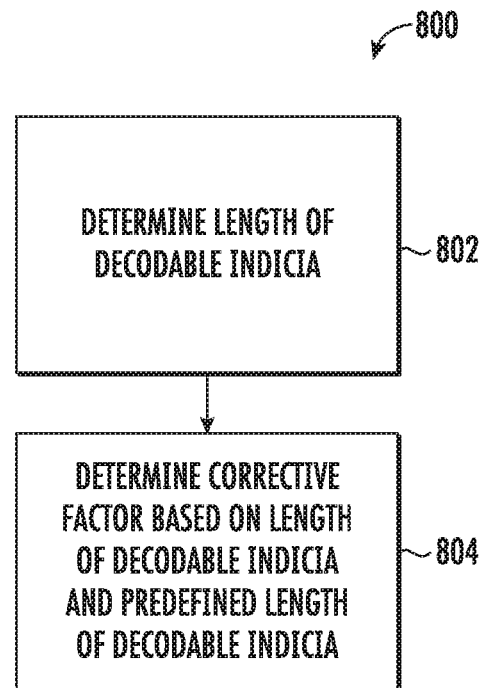 800
DETERMINE LENGTH OF
DECODABLE INDICIA
802
DETERMINE CORRECTIVE
FACTOR BASED ON LENGTH
OF DECODABLE INDICIA
AND PREDEFINED LENGTH
OF DECODABLE INDICIA
804